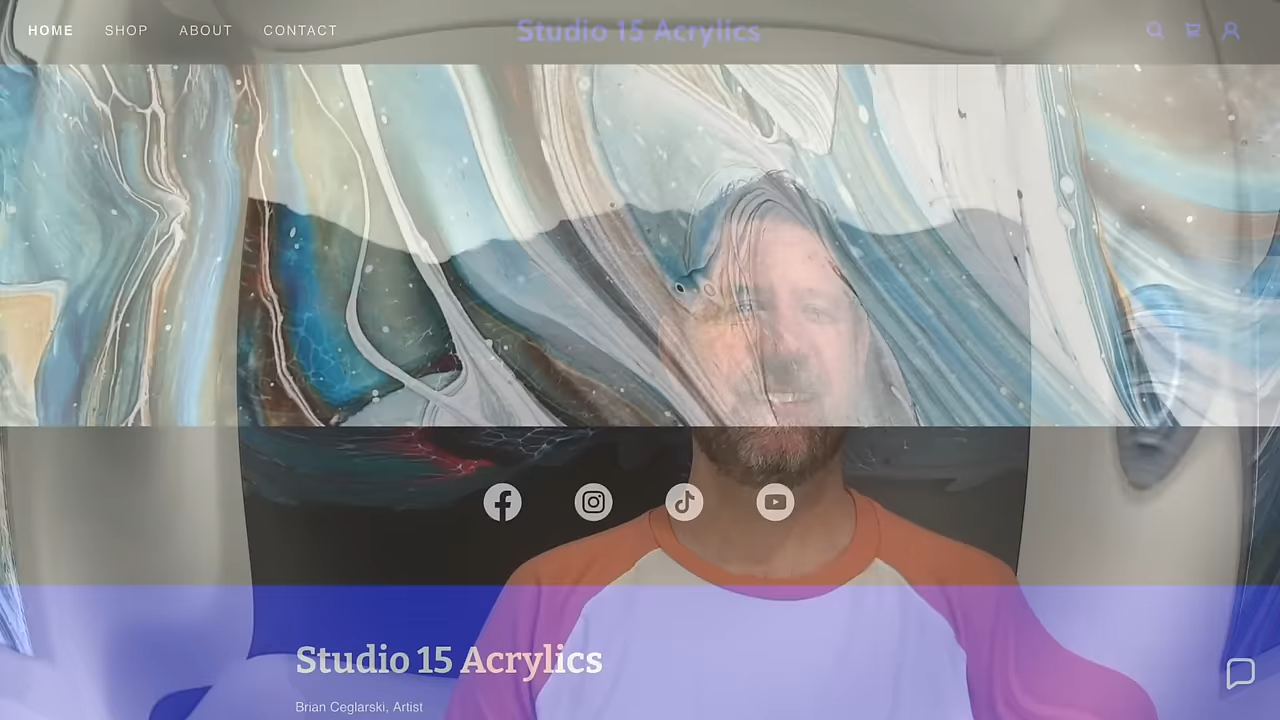 HOME SHOP ABOUT CONTACT
Studio 15 Acrylics
Studio 15 Acrylics
Brian Ceglarski, Artist